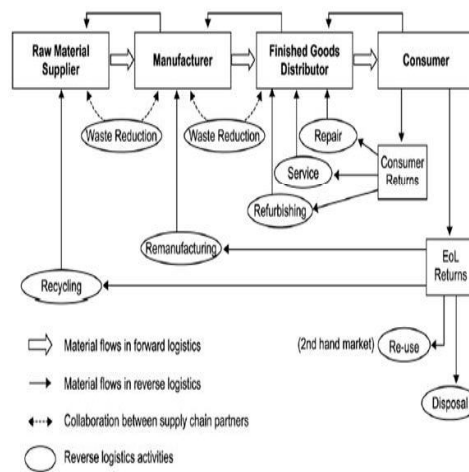 Raw Material
Supplier
Manufacturer
Finished Goods
Distributor
Consumer
Waste Reduction
Waste Reduction
Repair
Service
Refurbishing
Consumer
Returns
Remanufacturing
EoL
Returns
Recycling
(2nd hand market)
Re-use
Disposal
Material flows in forward logistics
Material flows in reverse logistics
Collaboration between supply chain partners
Reverse logistics activities